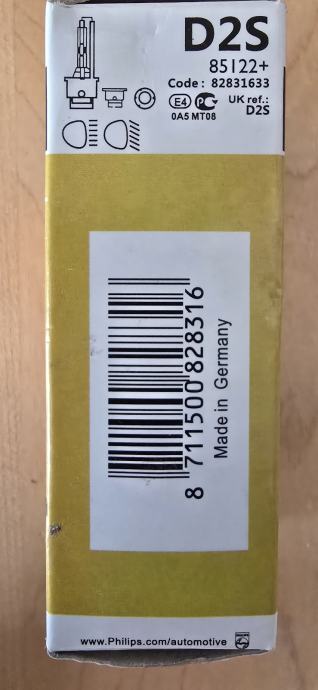 D2S
85122+
Code : 82831633
E4
UK ref.:
D2S
0A5 MT08
8 711500 828316
Made in Germany
www.Philips.com/automotive